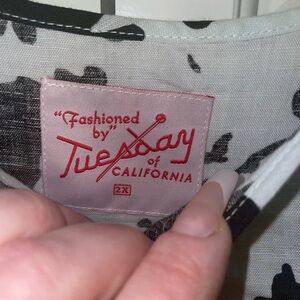 "Fashioned
by"
Tuesday
of
CALIFORNIA
2X